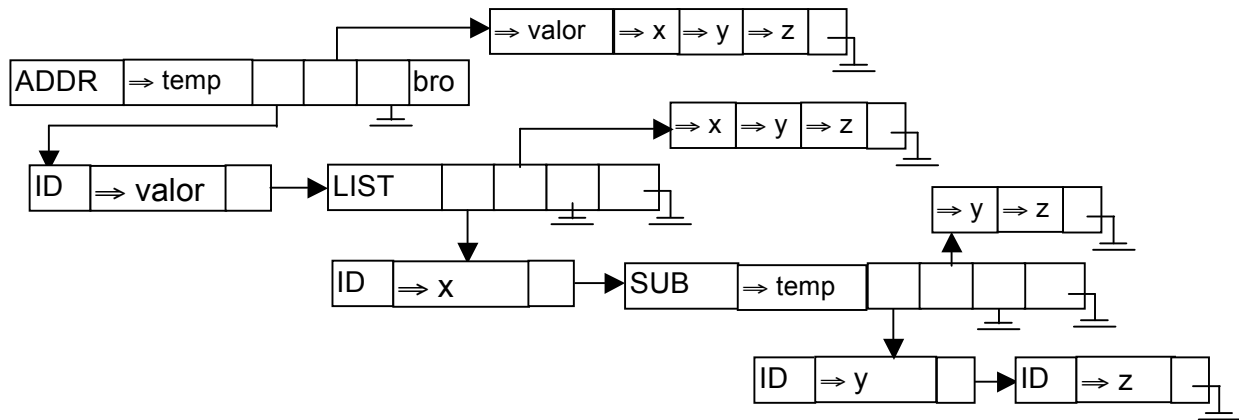 ⇒ valor ⇒ x ⇒ y ⇒ z
ADDR ⇒ temp bro
⇒ x ⇒ y ⇒ z
ID ⇒ valor LIST
⇒ y ⇒ z
ID ⇒ x SUB ⇒ temp
ID ⇒ y ID ⇒ z